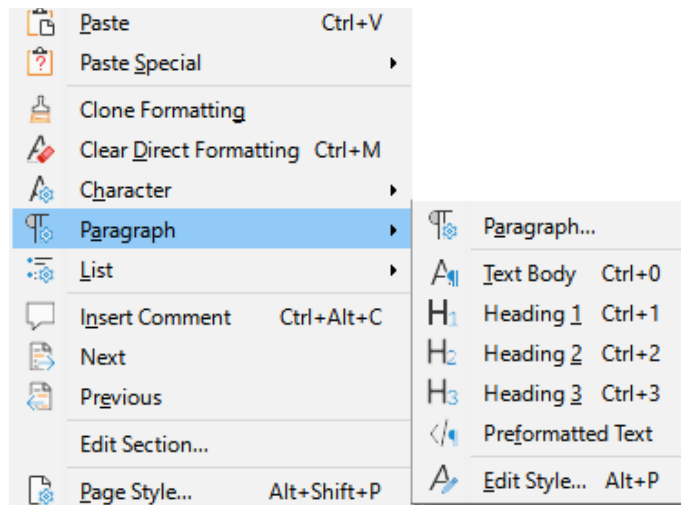 Paste Ctrl+V
Paste Special
Clone Formatting
Clear Direct Formatting Ctrl+M
Character
Paragraph
List
Insert Comment Ctrl+Alt+C
Next
Previous
Edit Section...
Page Style... Alt+Shift+P
Paragraph...
Text Body Ctrl+0
Heading 1 Ctrl+1
Heading 2 Ctrl+2
Heading 3 Ctrl+3
Preformatted Text
Edit Style... Alt+P